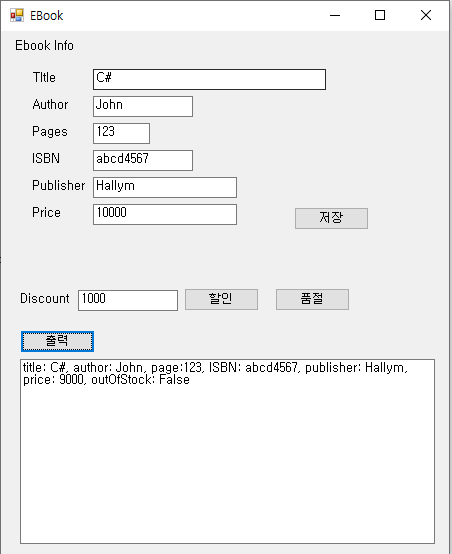 EBook
Ebook Info
TItle C#
Author John
Pages 123
ISBN abcd4567
Publisher Hallym
Price 10000
저장
Discount 1000 할인 품절
출력
title: C#, author: John, page:123, ISBN: abcd4567, publisher: Hallym,
price: 9000, outOfStock: False